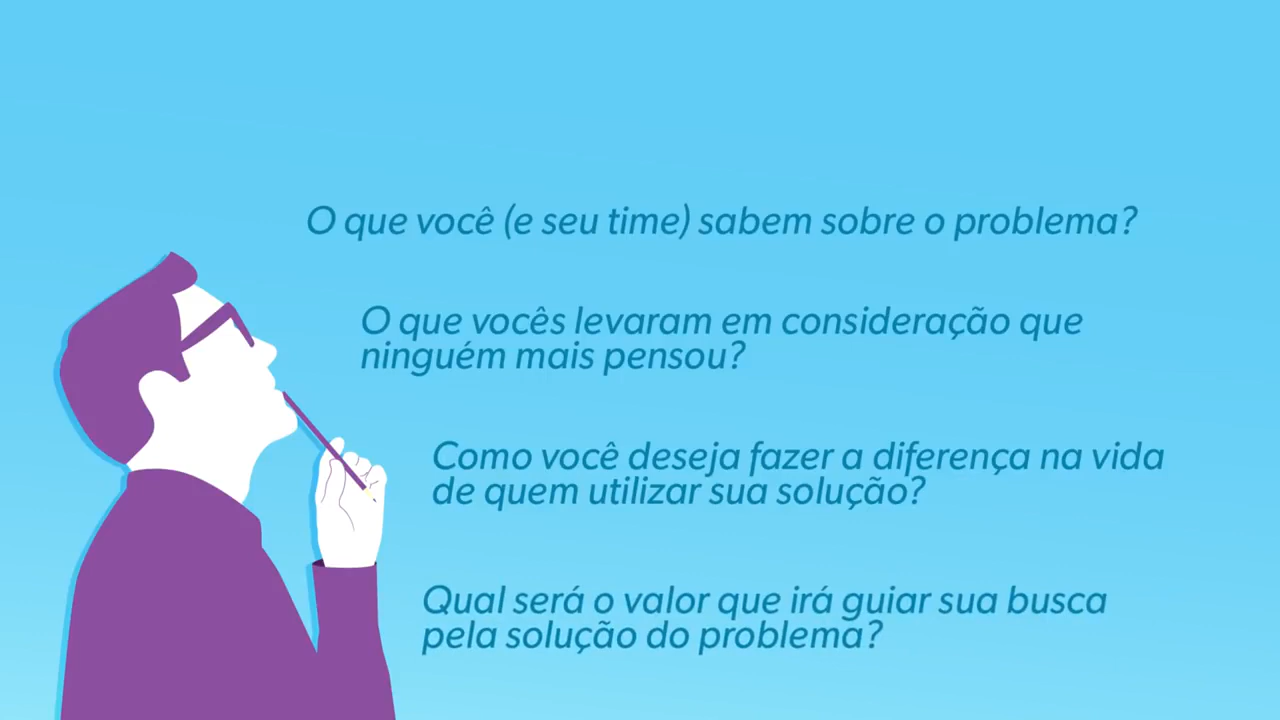 O que você (e seu time) sabem sobre o problema?
O que vocês levaram em consideração que
ninguém mais pensou?
Como você deseja fazer a diferença na vida
de quem utilizar sua solução?
Qual será o valor que irá guiar sua busca
pela solução do problema?